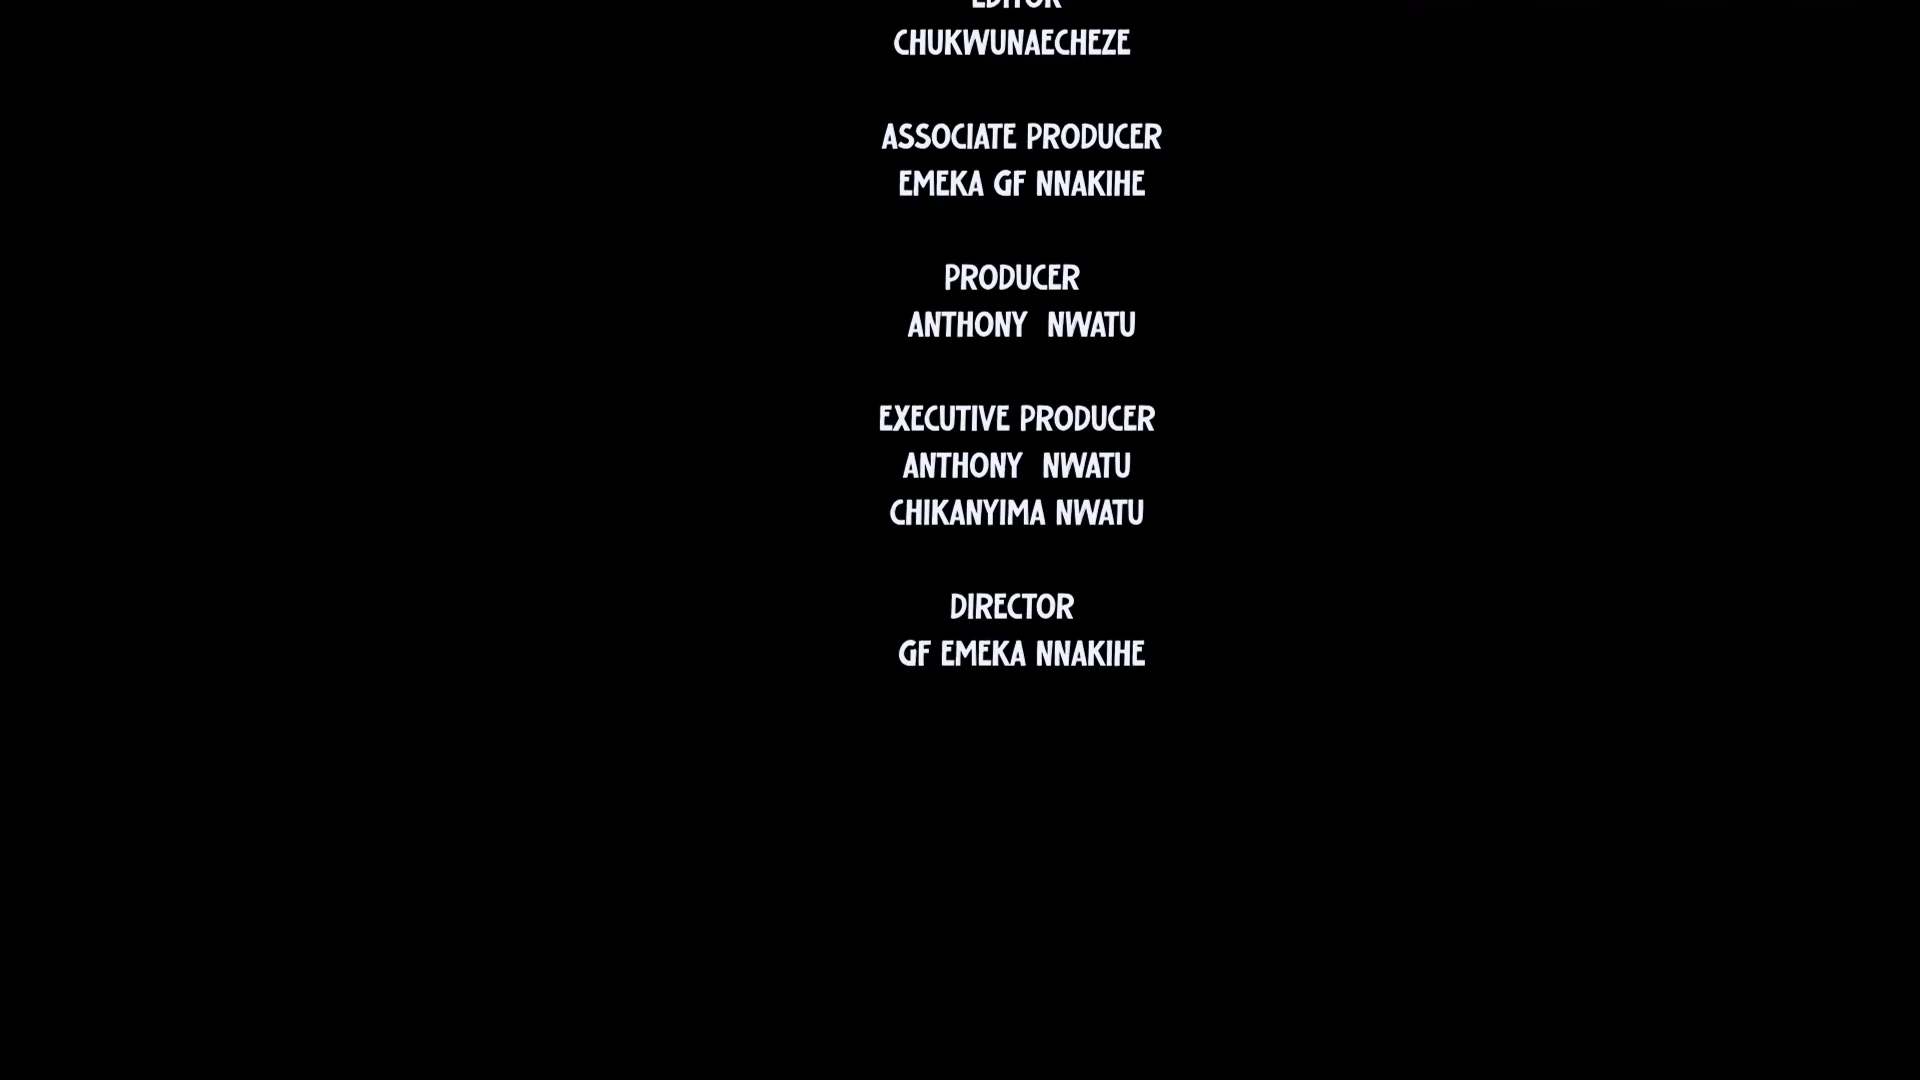 EDITOR
CHUKWUNAECHEZE
ASSOCIATE PRODUCER
EMEKA GF NNAKIHE
PRODUCER
ANTHONY  NWATU
EXECUTIVE PRODUCER
ANTHONY  NWATU
CHIKANYIMA NWATU
DIRECTOR
GF EMEKA NNAKIHE